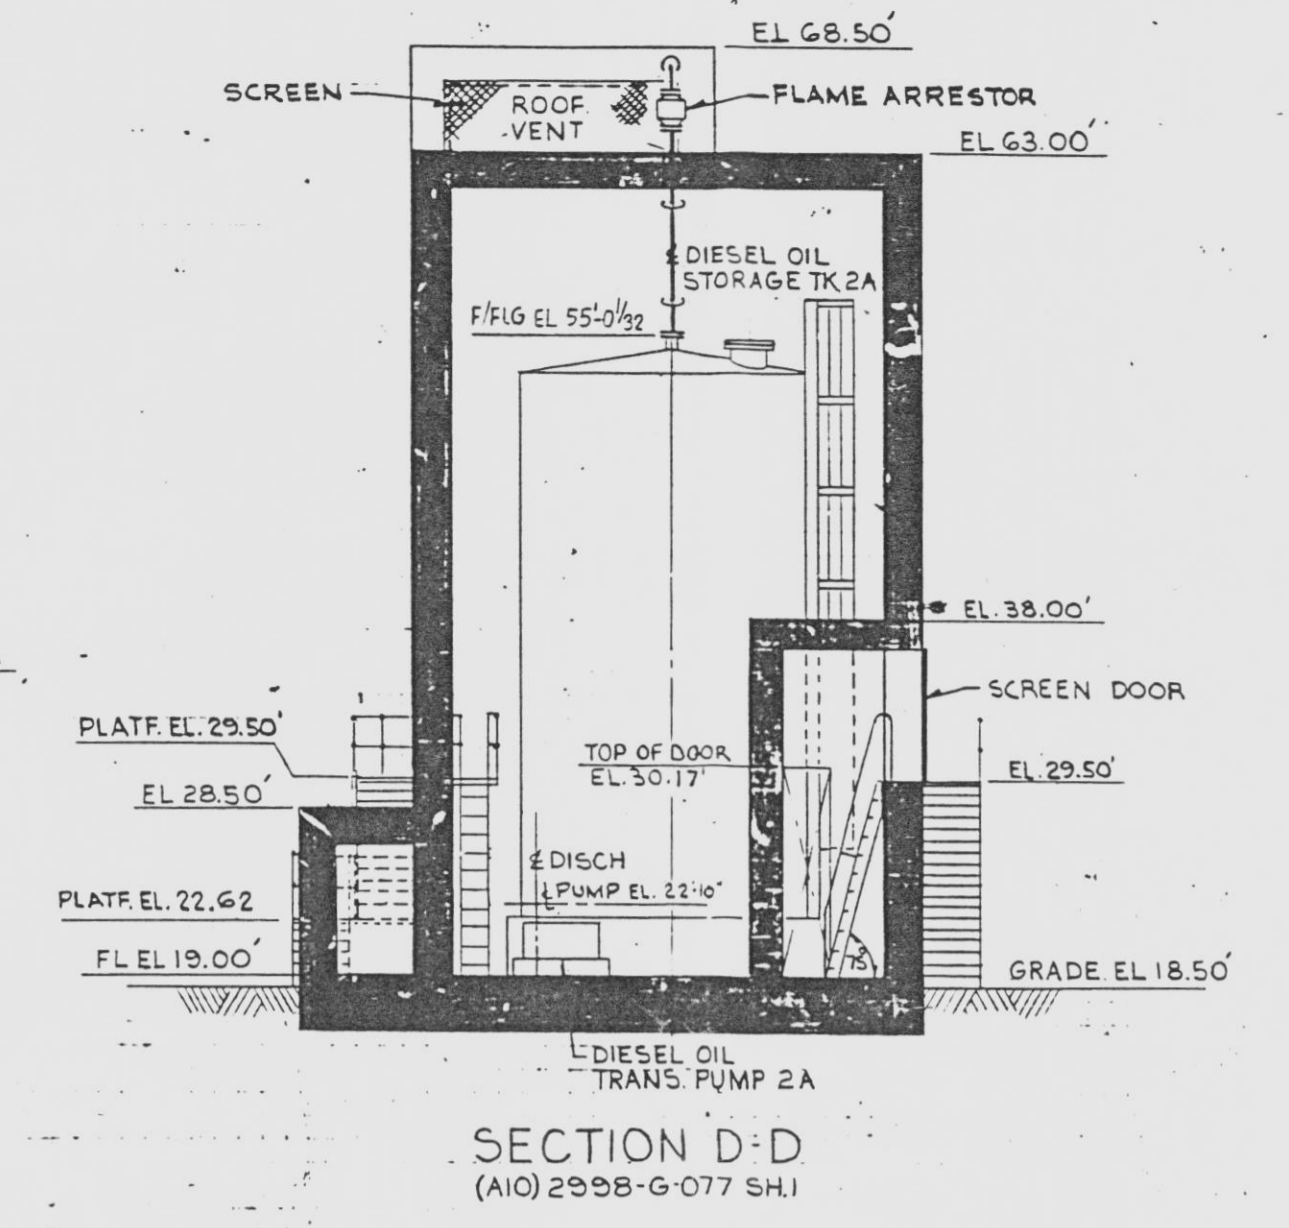 EL 68.50'
SCREEN
ROOF
VENT
FLAME ARRESTOR
EL 63.00'
℄ DIESEL OIL
STORAGE TK 2A
F/FLG EL 55'-0 1/32
EL. 38.00'
SCREEN DOOR
PLATF. EL. 29.50'
TOP OF DOOR
EL. 30.17'
EL. 29.50'
EL 28.50'
℄ DISCH
℄ PUMP EL. 22'-10"
PLATF. EL. 22.62
FL EL 19.00'
75°
GRADE. EL 18.50'
DIESEL OIL
TRANS. PUMP 2A
SECTION D-D
(A10) 2998-G-077 SH.1